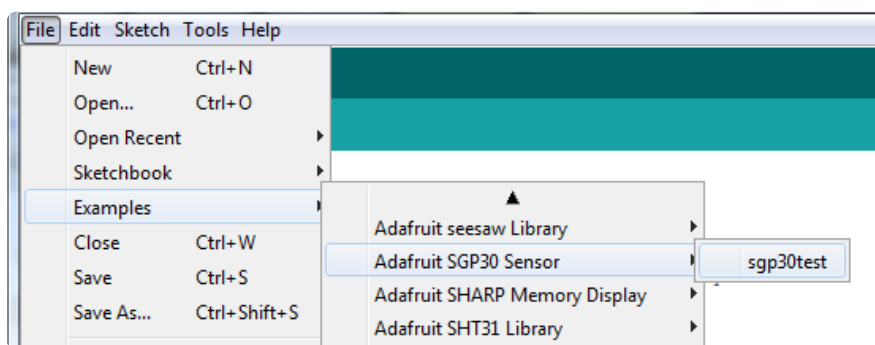 File Edit Sketch Tools Help
New Ctrl+N
Open... Ctrl+O
Open Recent
Sketchbook
Examples
Close Ctrl+W
Save Ctrl+S
Save As... Ctrl+Shift+S
Adafruit seesaw Library
Adafruit SGP30 Sensor
Adafruit SHARP Memory Display
Adafruit SHT31 Library
sgp30test